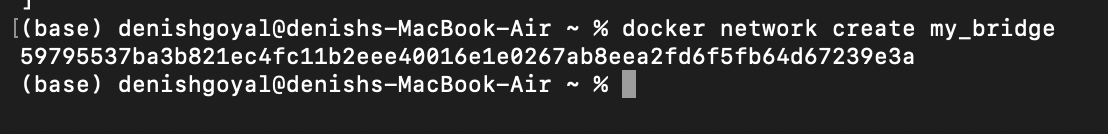 ]
[(base) denishgoyal@denishs-MacBook-Air ~ % docker network create my_bridge
59795537ba3b821ec4fc11b2eee40016e1e0267ab8eea2fd6f5fb64d67239e3a
(base) denishgoyal@denishs-MacBook-Air ~ %